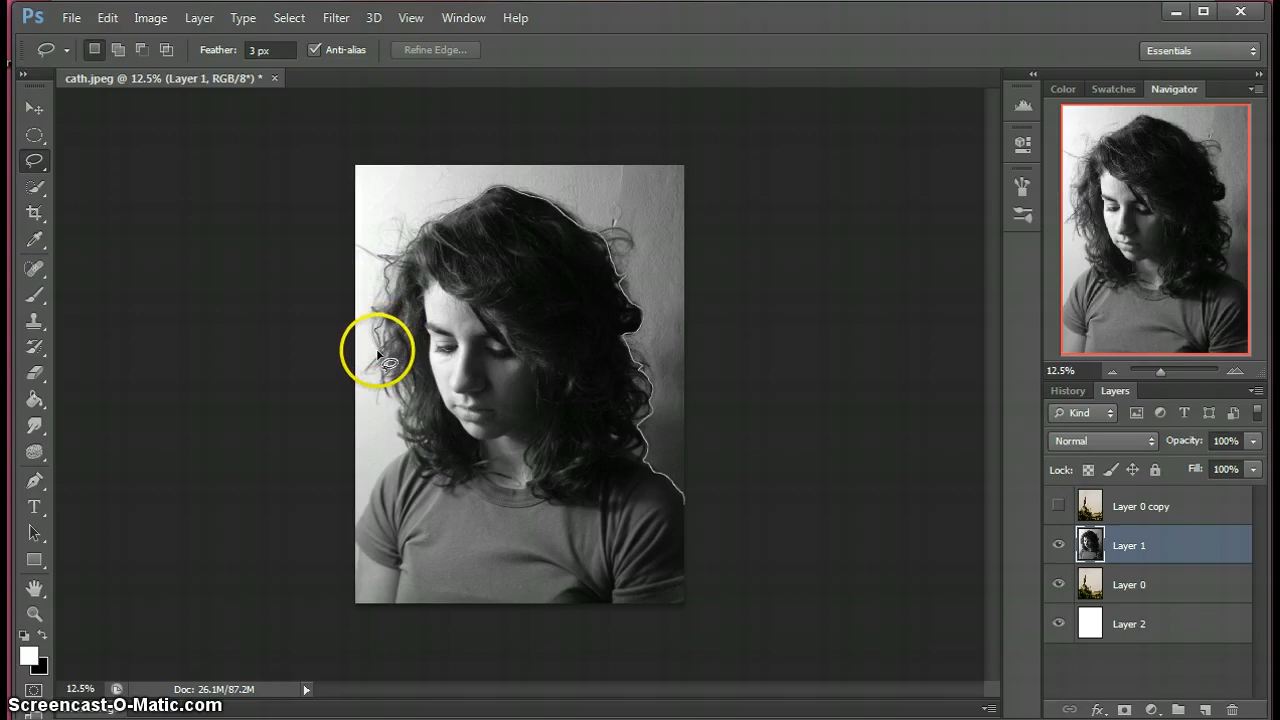 Ps File Edit Image Layer Type Select Filter 3D View Window Help
Feather: 3 px Anti-alias Refine Edge... Essentials
cath.jpeg @ 12.5% (Layer 1, RGB/8*) *
Color Swatches Navigator
12.5%
History Layers
Kind
Normal Opacity: 100%
Lock: Fill: 100%
Layer 0 copy
Layer 1
Layer 0
Layer 2
12.5% Doc: 26.1M/87.2M
Screencast-O-Matic.com